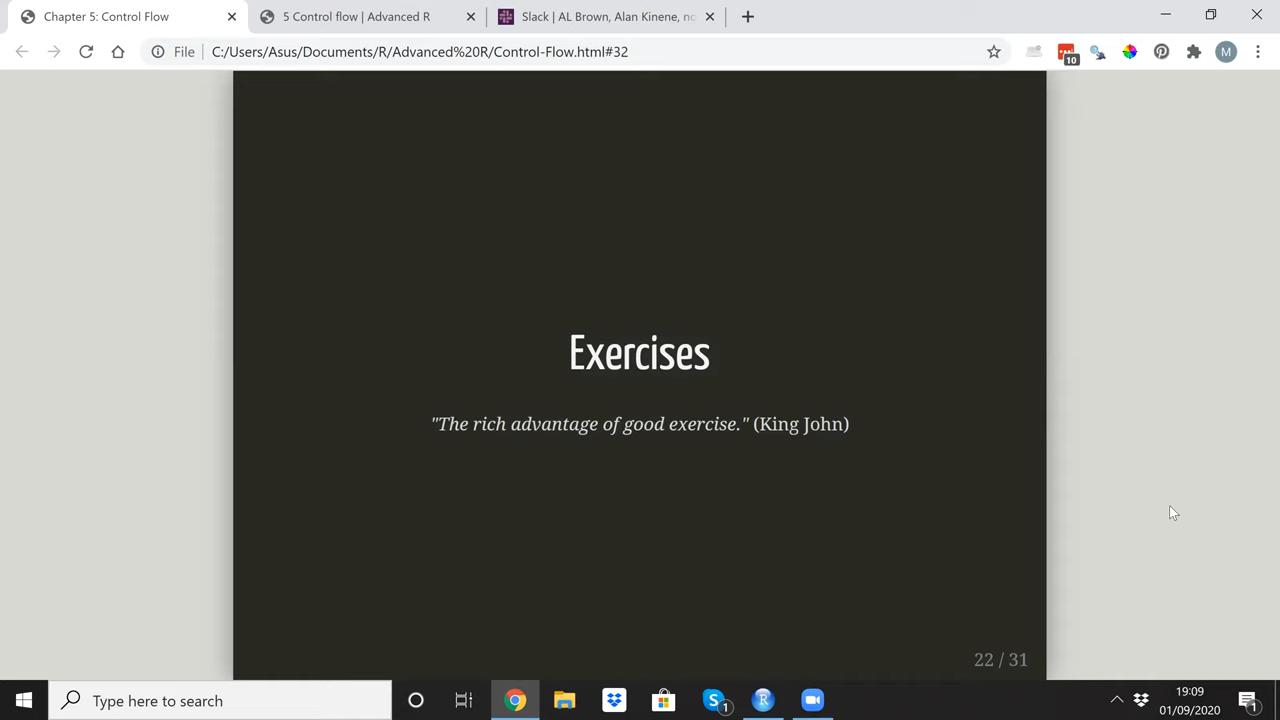 Chapter 5: Control Flow
5 Control flow | Advanced R
Slack | AL Brown, Alan Kinene, no
File
C:/Users/Asus/Documents/R/Advanced%20R/Control-Flow.html#32
10
M
Exercises
"The rich advantage of good exercise." (King John)
22 / 31
Type here to search
S
1
R
19:09
01/09/2020
1